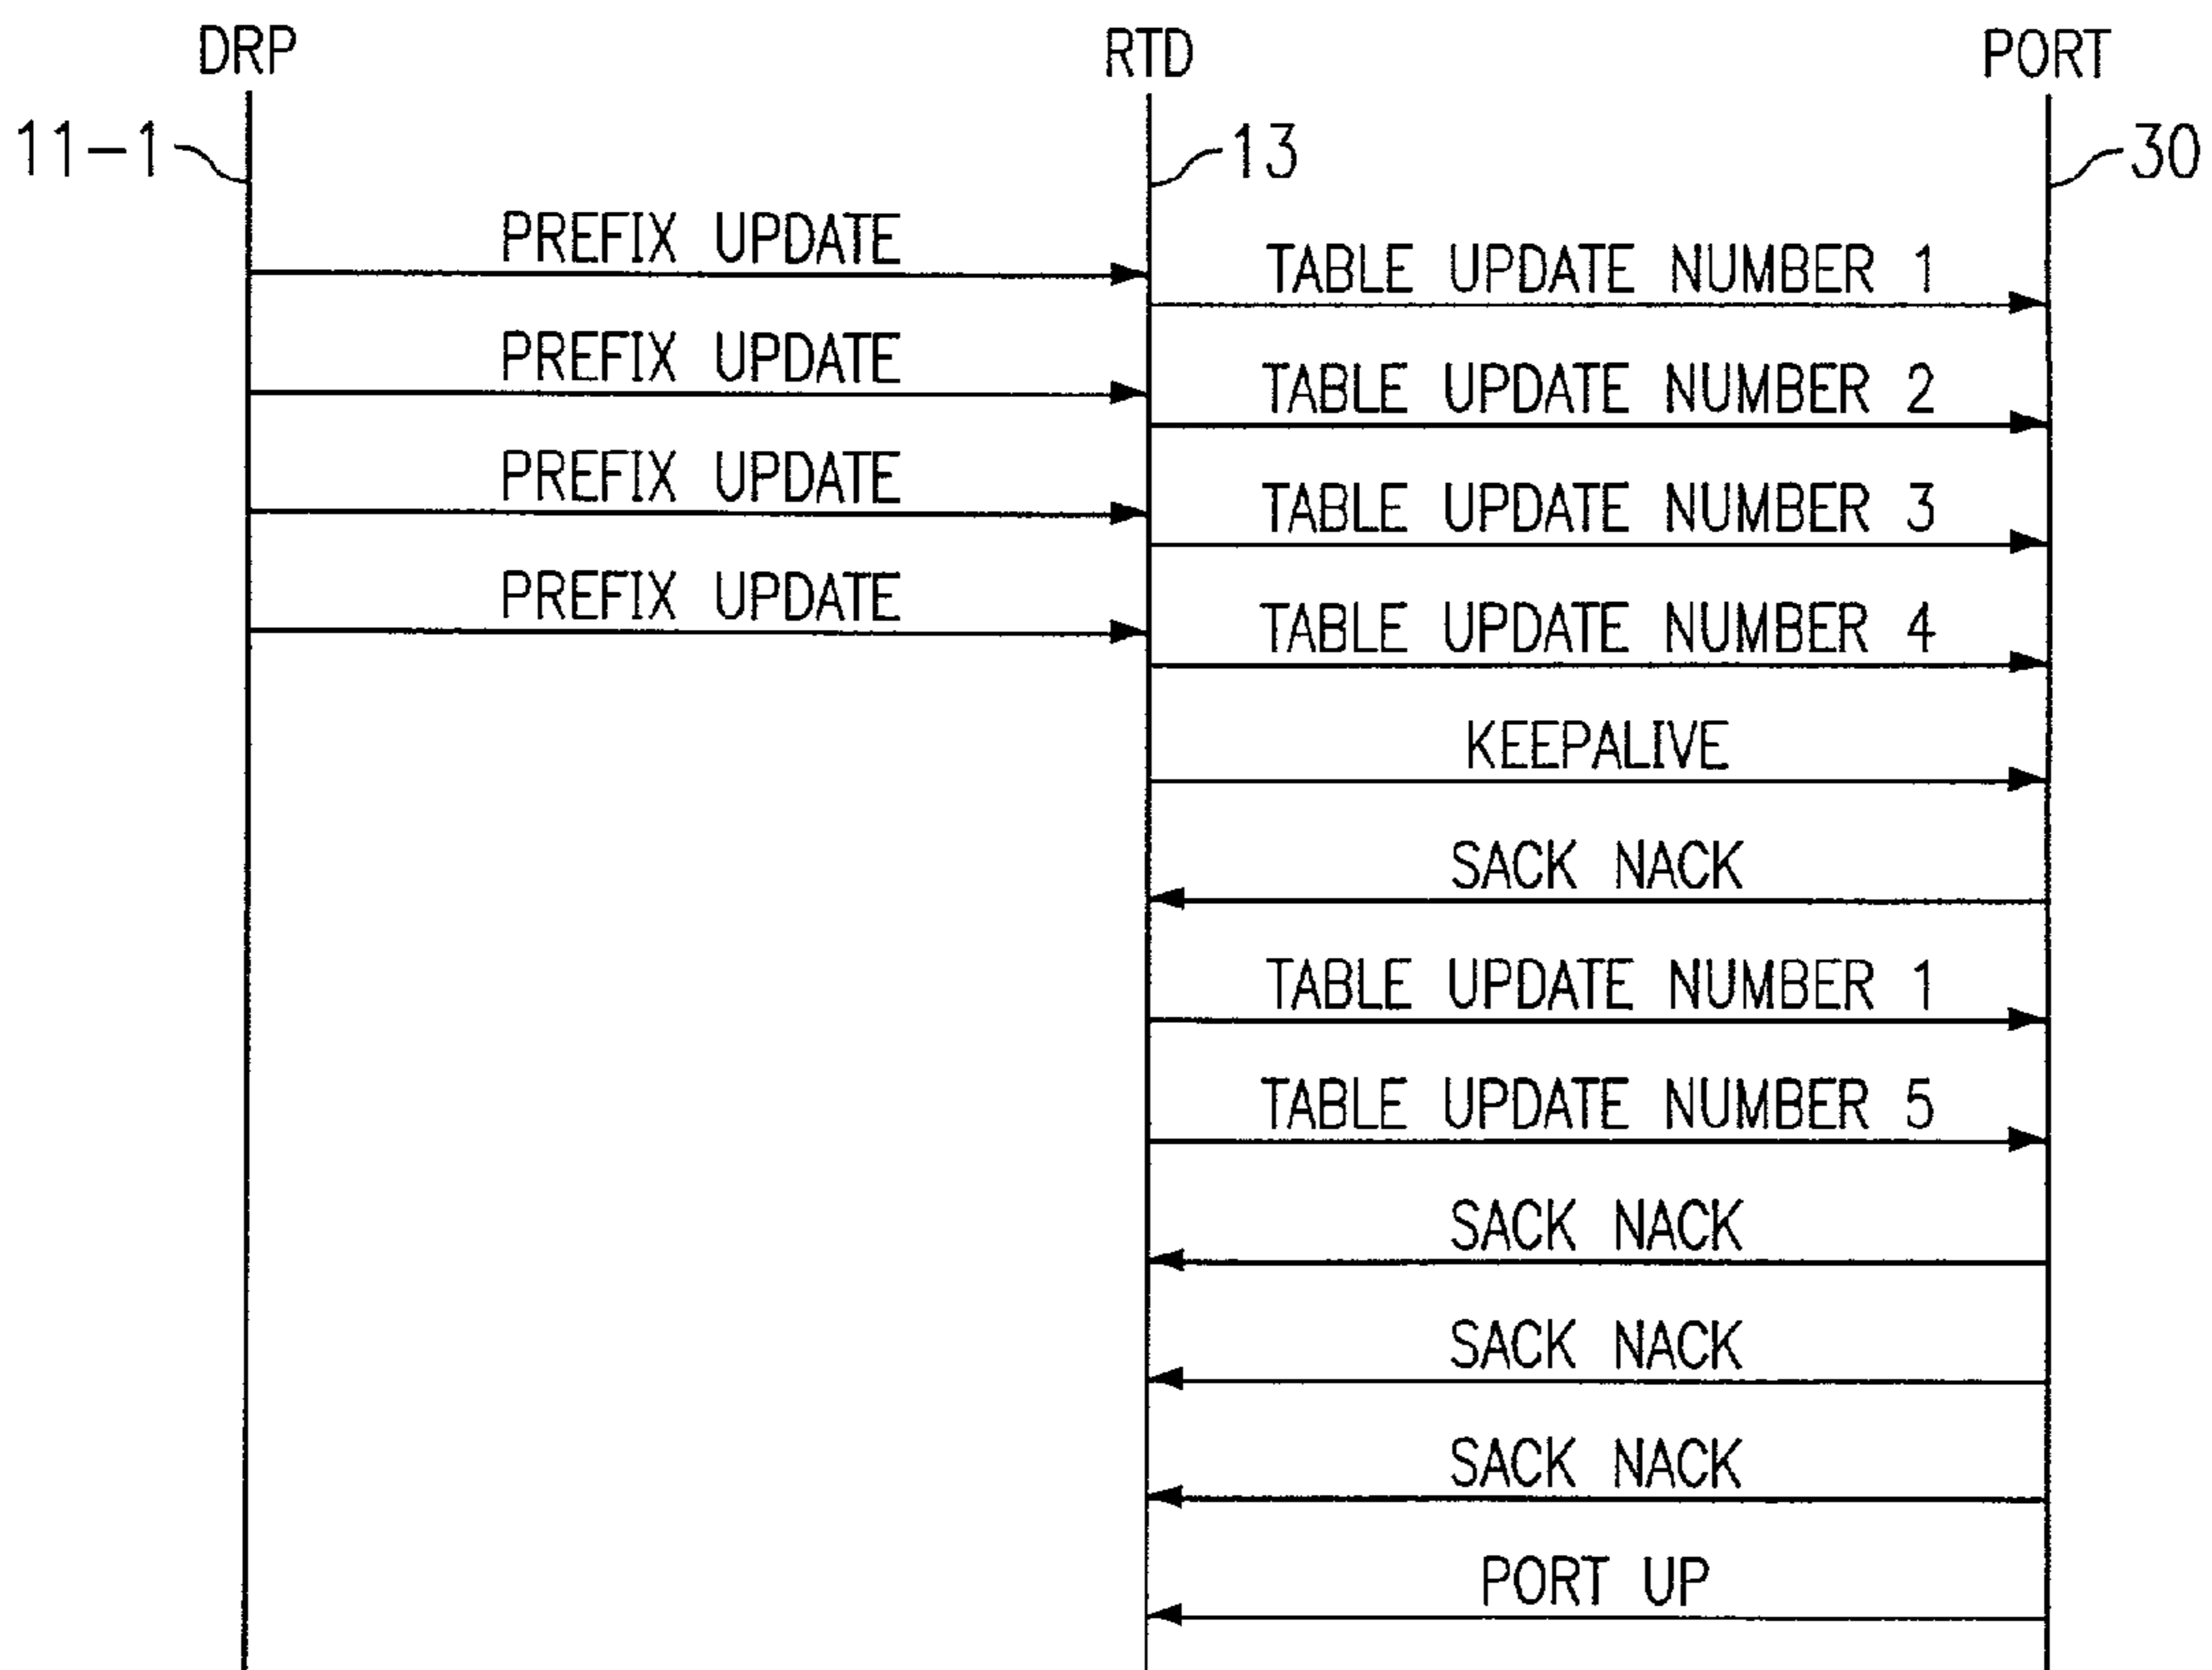 DRP
RTD
PORT
11-1
13
30
PREFIX UPDATE
TABLE UPDATE NUMBER 1
PREFIX UPDATE
TABLE UPDATE NUMBER 2
PREFIX UPDATE
TABLE UPDATE NUMBER 3
PREFIX UPDATE
TABLE UPDATE NUMBER 4
KEEPALIVE
SACK NACK
TABLE UPDATE NUMBER 1
TABLE UPDATE NUMBER 5
SACK NACK
SACK NACK
SACK NACK
PORT UP